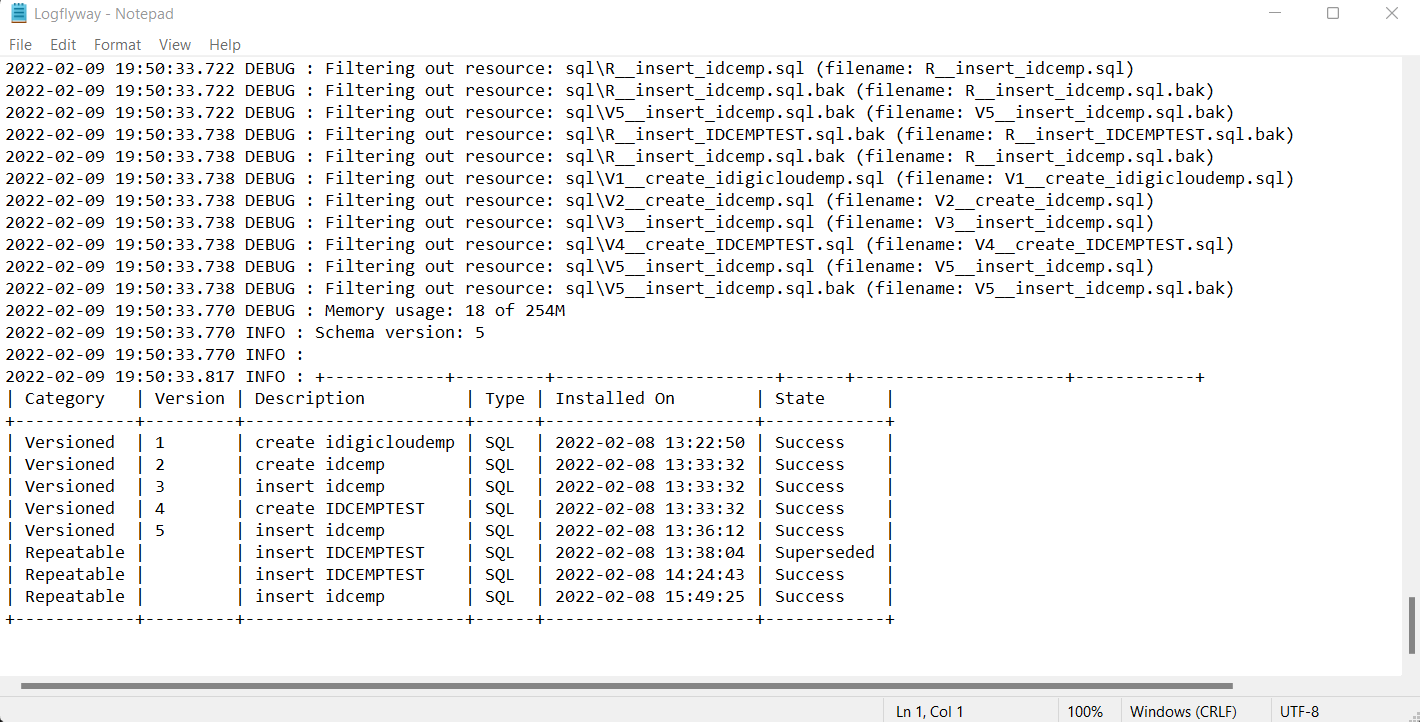 Logflyway - Notepad
File Edit Format View Help
2022-02-09 19:50:33.722 DEBUG : Filtering out resource: sql\R__insert_idcemp.sql (filename: R__insert_idcemp.sql)
2022-02-09 19:50:33.722 DEBUG : Filtering out resource: sql\R__insert_idcemp.sql.bak (filename: R__insert_idcemp.sql.bak)
2022-02-09 19:50:33.722 DEBUG : Filtering out resource: sql\V5__insert_idcemp.sql.bak (filename: V5__insert_idcemp.sql.bak)
2022-02-09 19:50:33.738 DEBUG : Filtering out resource: sql\R__insert_IDCEMPTEST.sql.bak (filename: R__insert_IDCEMPTEST.sql.bak)
2022-02-09 19:50:33.738 DEBUG : Filtering out resource: sql\R__insert_idcemp.sql.bak (filename: R__insert_idcemp.sql.bak)
2022-02-09 19:50:33.738 DEBUG : Filtering out resource: sql\V1__create_idigicloudemp.sql (filename: V1__create_idigicloudemp.sql)
2022-02-09 19:50:33.738 DEBUG : Filtering out resource: sql\V2__create_idcemp.sql (filename: V2__create_idcemp.sql)
2022-02-09 19:50:33.738 DEBUG : Filtering out resource: sql\V3__insert_idcemp.sql (filename: V3__insert_idcemp.sql)
2022-02-09 19:50:33.738 DEBUG : Filtering out resource: sql\V4__create_IDCEMPTEST.sql (filename: V4__create_IDCEMPTEST.sql)
2022-02-09 19:50:33.738 DEBUG : Filtering out resource: sql\V5__insert_idcemp.sql (filename: V5__insert_idcemp.sql)
2022-02-09 19:50:33.738 DEBUG : Filtering out resource: sql\V5__insert_idcemp.sql.bak (filename: V5__insert_idcemp.sql.bak)
2022-02-09 19:50:33.770 DEBUG : Memory usage: 18 of 254M
2022-02-09 19:50:33.770 INFO : Schema version: 5
2022-02-09 19:50:33.770 INFO :
2022-02-09 19:50:33.817 INFO : +------------+---------+----------------------+------+---------------------+------------+
| Category   | Version | Description          | Type | Installed On        | State      |
+------------+---------+----------------------+------+---------------------+------------+
| Versioned  | 1       | create idigicloudemp | SQL  | 2022-02-08 13:22:50 | Success    |
| Versioned  | 2       | create idcemp        | SQL  | 2022-02-08 13:33:32 | Success    |
| Versioned  | 3       | insert idcemp        | SQL  | 2022-02-08 13:33:32 | Success    |
| Versioned  | 4       | create IDCEMPTEST    | SQL  | 2022-02-08 13:33:32 | Success    |
| Versioned  | 5       | insert idcemp        | SQL  | 2022-02-08 13:36:12 | Success    |
| Repeatable |         | insert IDCEMPTEST    | SQL  | 2022-02-08 13:38:04 | Superseded |
| Repeatable |         | insert IDCEMPTEST    | SQL  | 2022-02-08 14:24:43 | Success    |
| Repeatable |         | insert idcemp        | SQL  | 2022-02-08 15:49:25 | Success    |
+------------+---------+----------------------+------+---------------------+------------+
Ln 1, Col 1 100% Windows (CRLF) UTF-8